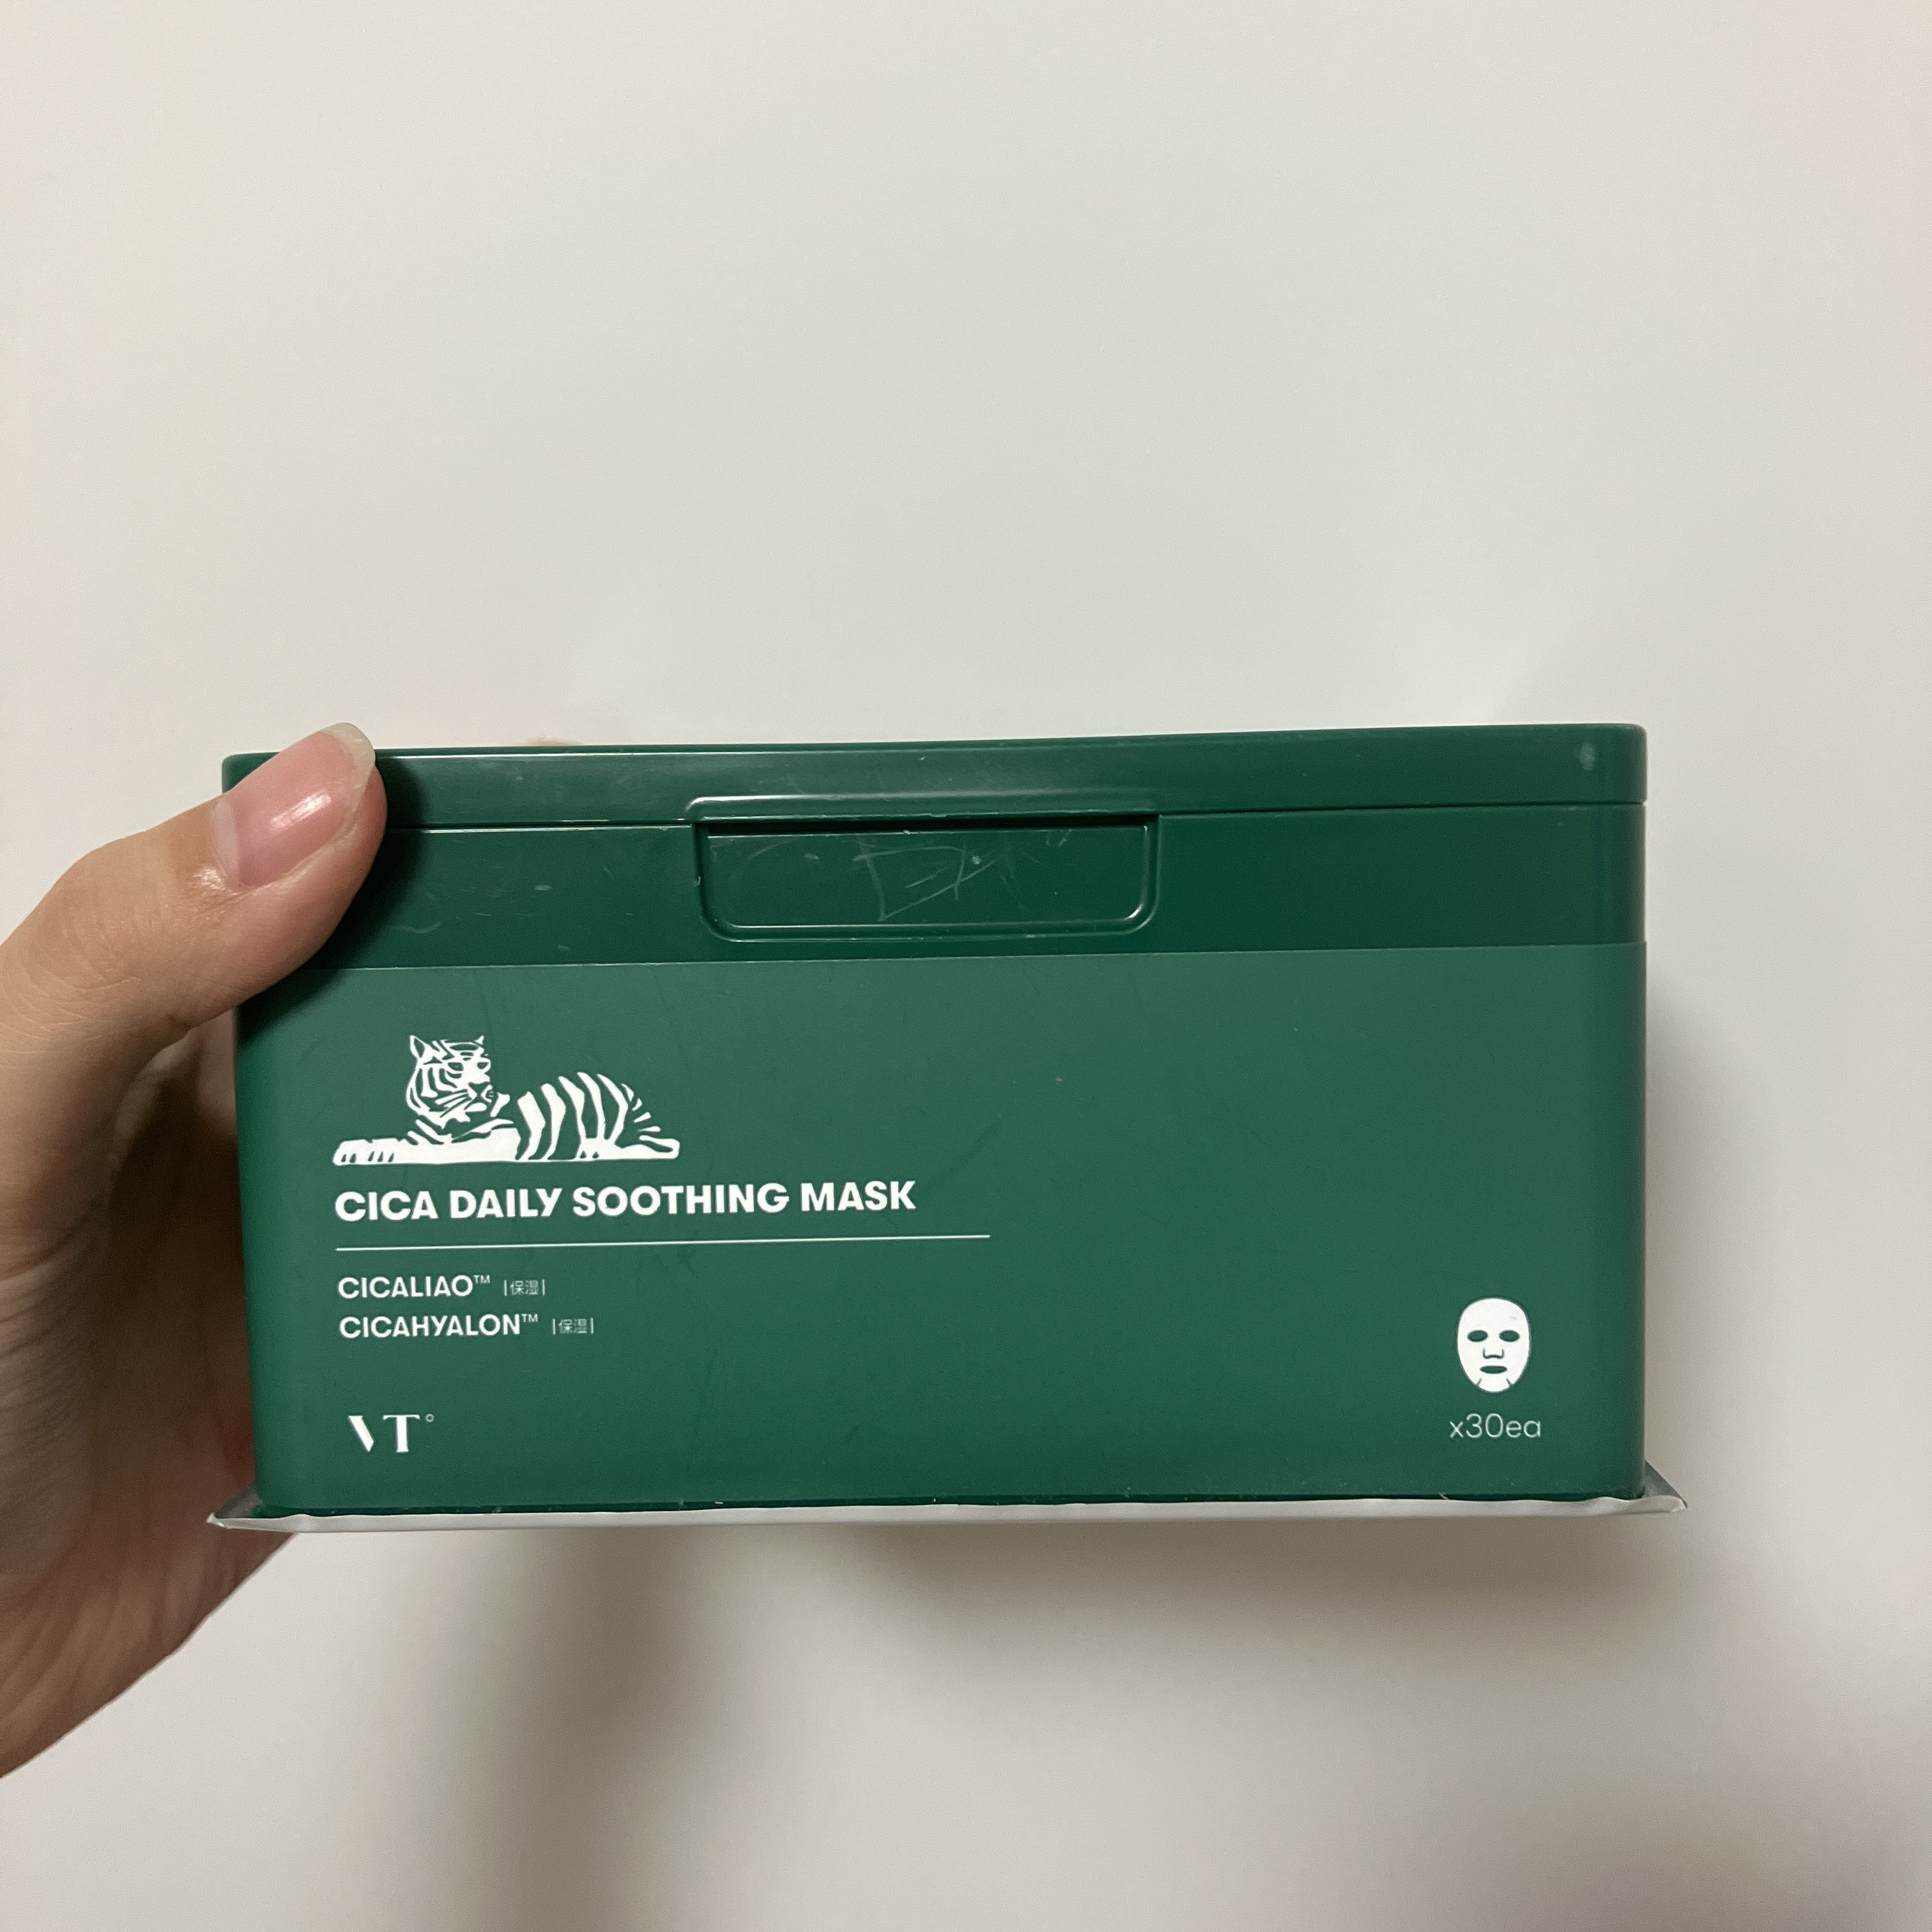 CICA DAILY SOOTHING MASK
CICALIAO™ |保湿|
CICAHYALON™ |保湿|
VT°
x30ea